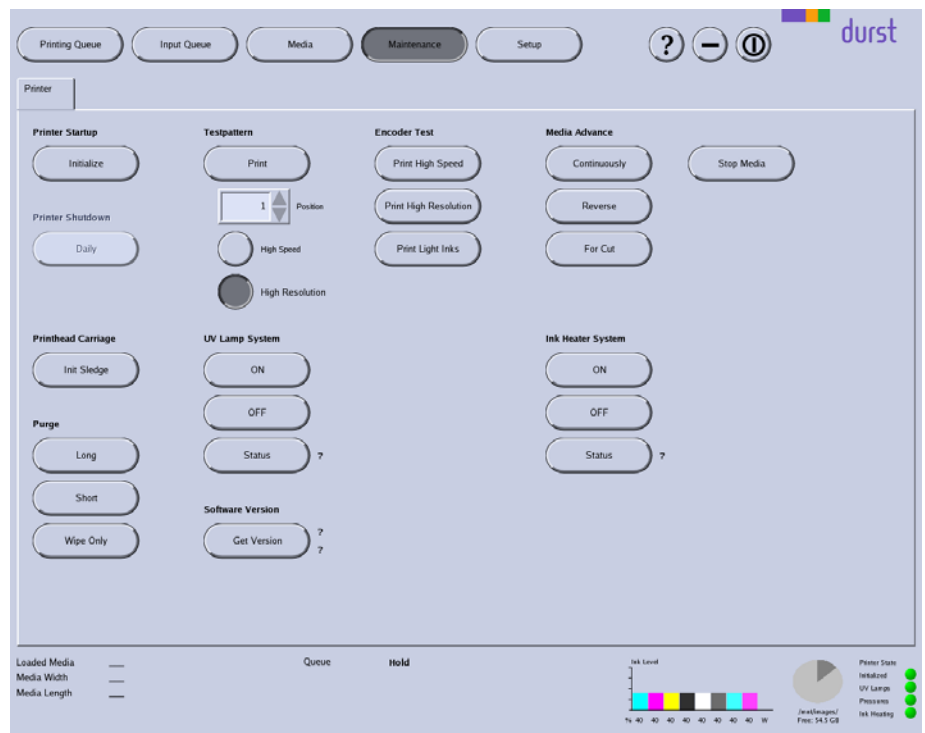 Printing Queue
Input Queue
Media
Maintenance
Setup
?
durst
Printer
Printer Startup
Testpattern
Encoder Test
Media Advance
Initialize
Print
Print High Speed
Continuously
Stop Media
1
Position
Print High Resolution
Reverse
Printer Shutdown
Daily
High Speed
Print Light Inks
For Cut
High Resolution
Printhead Carriage
UV Lamp System
Ink Heater System
Init Sledge
ON
ON
OFF
OFF
Purge
Long
Status ?
Status ?
Short
Software Version
Wipe Only
Get Version ?
?
Loaded Media __
Media Width __
Media Length __
Queue Hold
Ink Level
% 40 40 40 40 40 40 40 40 W
/mnt/images/
Free: 54.5 GB
Printer State
Initialized
UV Lamps
Pressures
Ink Heating